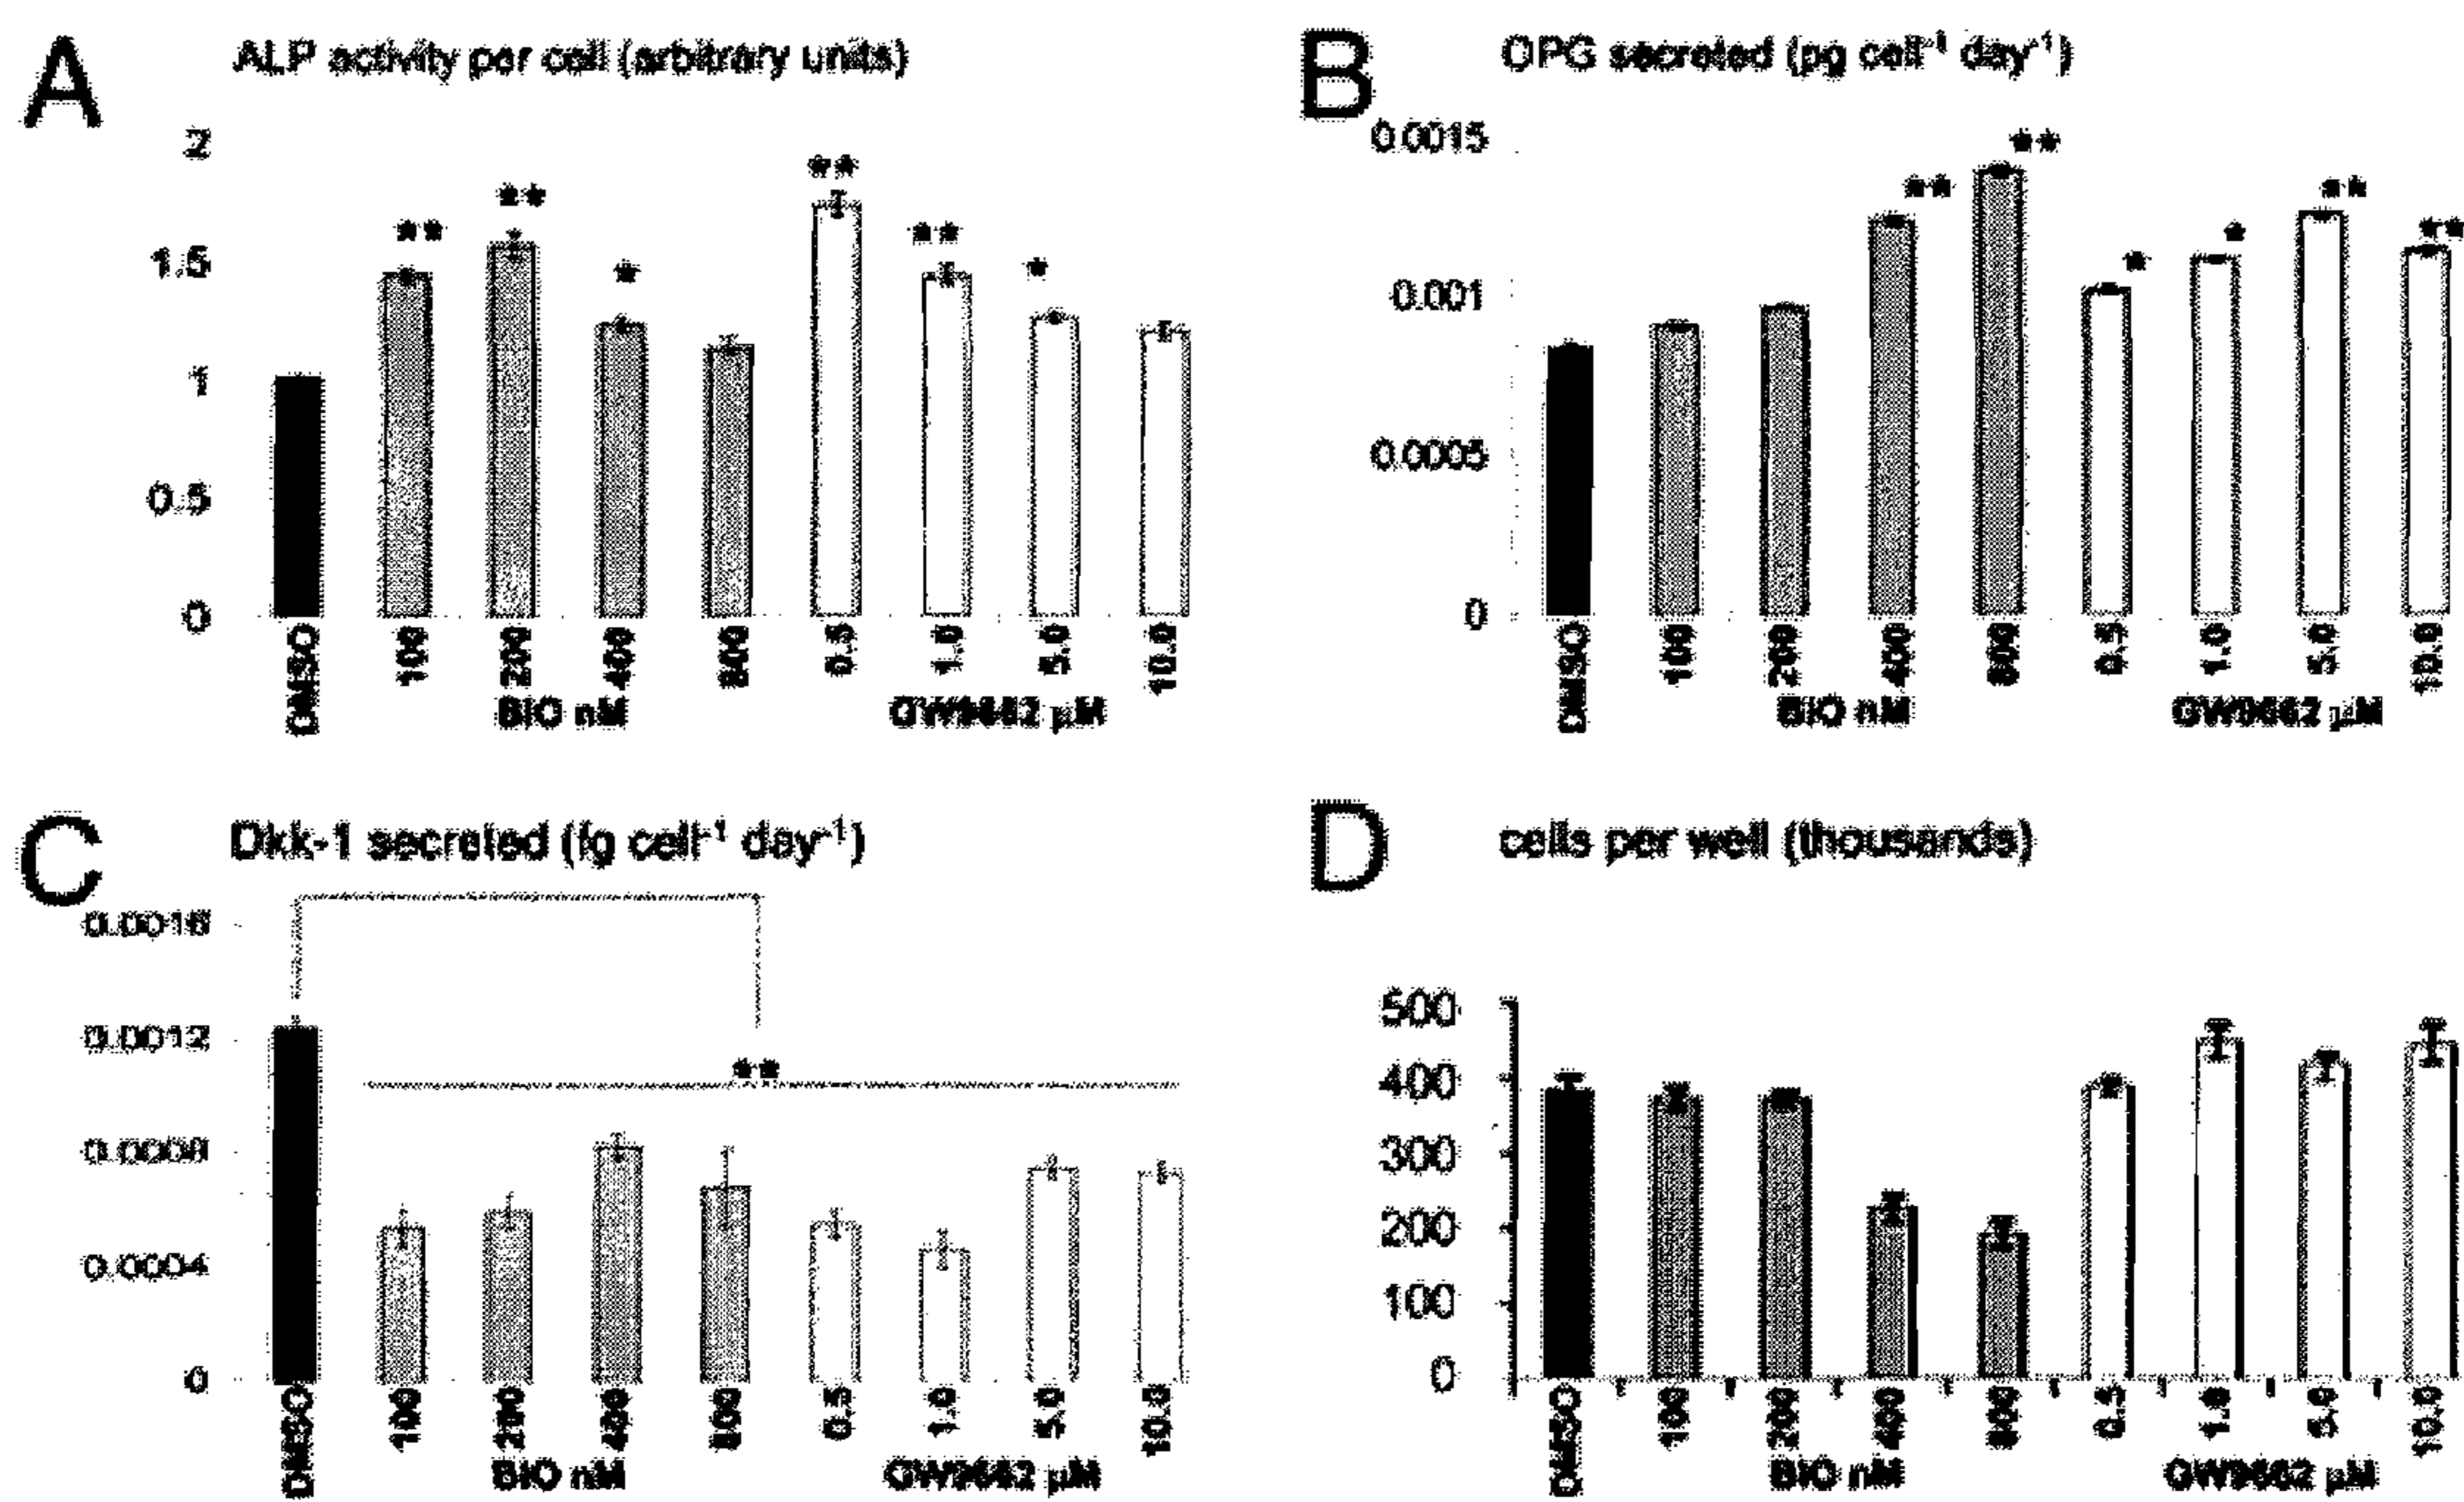 A ALP activity per cell (arbitrary units)
2
**
**
**
**
1.5
*
*
1
0.5
0
DMSO 100 200 400 800 0.5 1.0 5.0 10.0
BIO nM GW9662 µM
B OPG secreted (pg cell⁻¹ day⁻¹)
0.0015
**
**
**
**
*
*
0.001
0.0005
0
DMSO 100 200 400 800 0.5 1.0 5.0 10.0
BIO nM GW9662 µM
C Dkk-1 secreted (fg cell⁻¹ day⁻¹)
0.0016
0.0012
**
0.0008
0.0004
0
DMSO 100 200 400 800 0.5 1.0 5.0 10.0
BIO nM GW9662 µM
D cells per well (thousands)
500
400
300
200
100
0
DMSO 100 200 400 800 0.5 1.0 5.0 10.0
BIO nM GW9662 µM